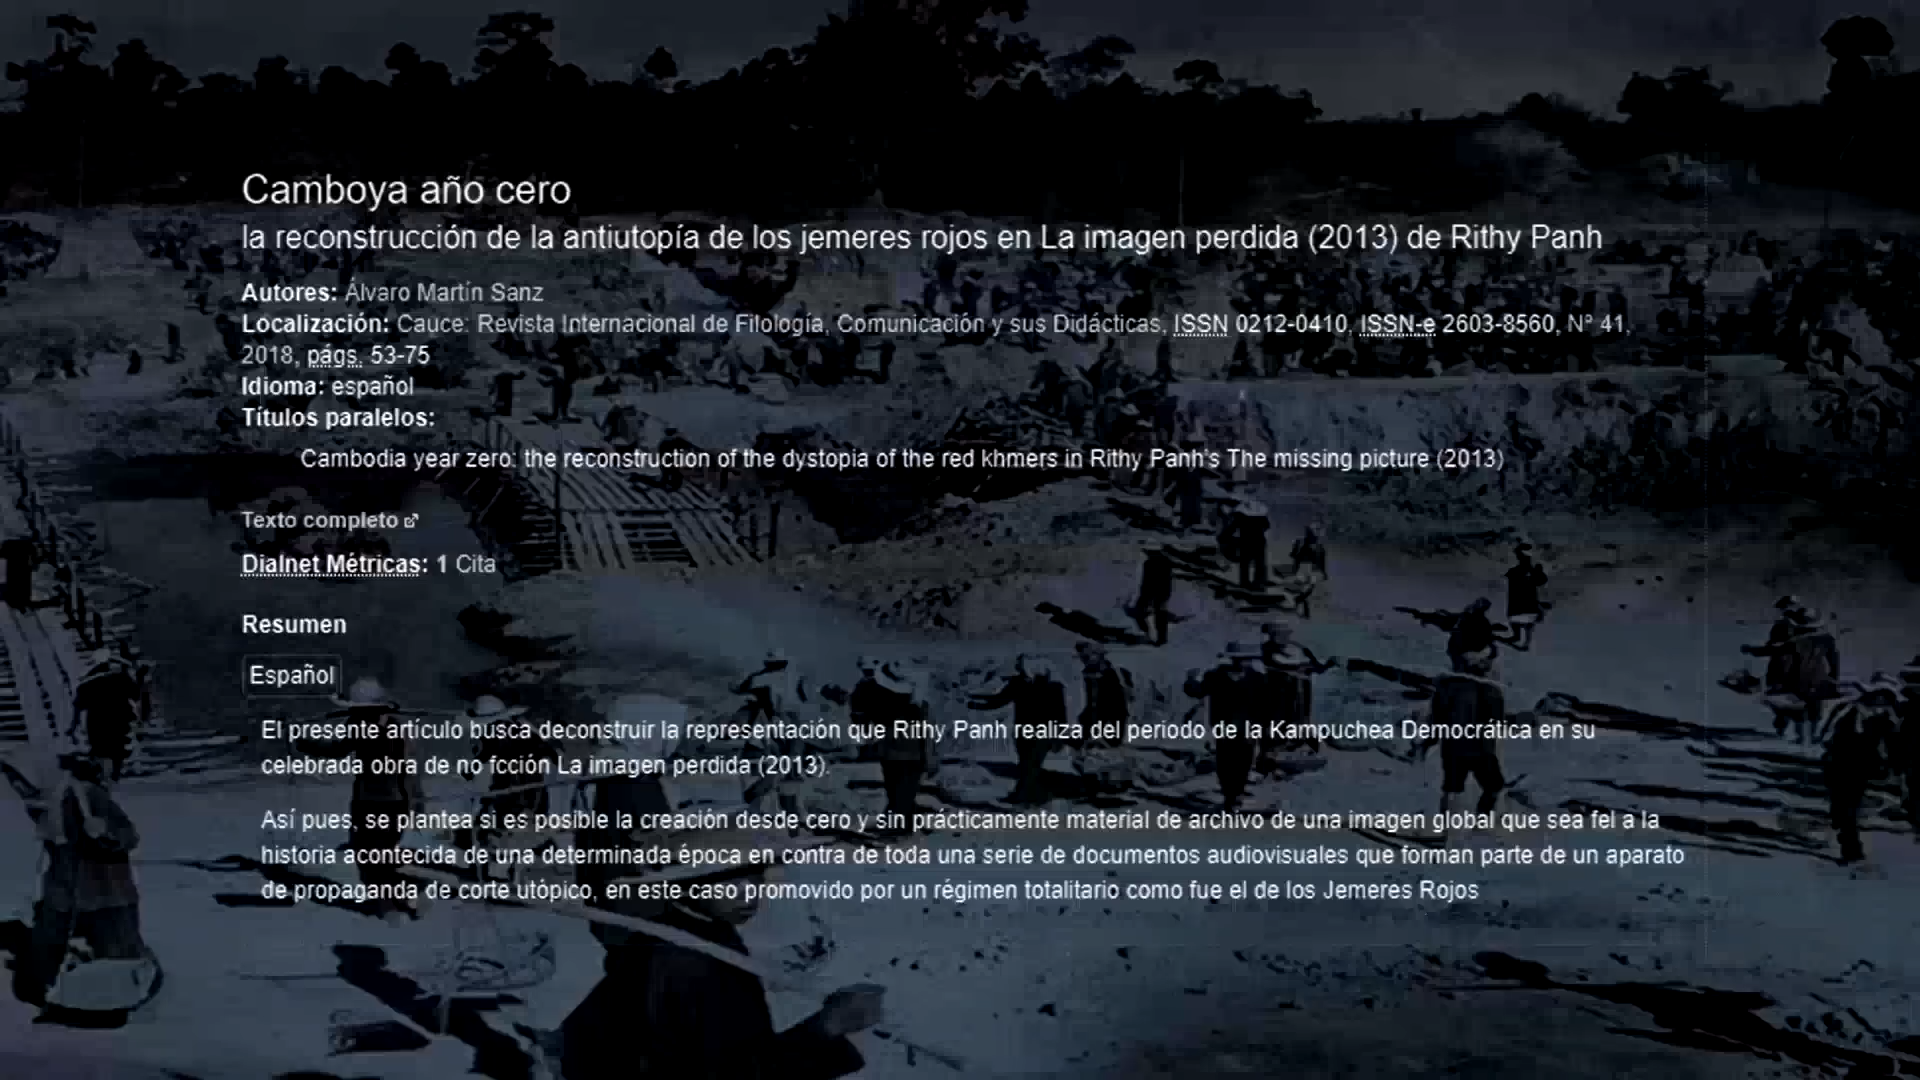 Camboya año cero
la reconstrucción de la antiutopía de los jemeres rojos en La imagen perdida (2013) de Rithy Panh
Autores: Álvaro Martín Sanz
Localización: Cauce: Revista Internacional de Filología, Comunicación y sus Didácticas, ISSN 0212-0410, ISSN-e 2603-8560, Nº 41,
2018, págs. 53-75
Idioma: español
Títulos paralelos:
Cambodia year zero: the reconstruction of the dystopia of the red khmers in Rithy Panh's The missing picture (2013)
Texto completo
Dialnet Métricas: 1 Cita
Resumen
Español
El presente artículo busca deconstruir la representación que Rithy Panh realiza del periodo de la Kampuchea Democrática en su
celebrada obra de no fcción La imagen perdida (2013).
Así pues, se plantea si es posible la creación desde cero y sin prácticamente material de archivo de una imagen global que sea fel a la
historia acontecida de una determinada época en contra de toda una serie de documentos audiovisuales que forman parte de un aparato
de propaganda de corte utópico, en este caso promovido por un régimen totalitario como fue el de los Jemeres Rojos